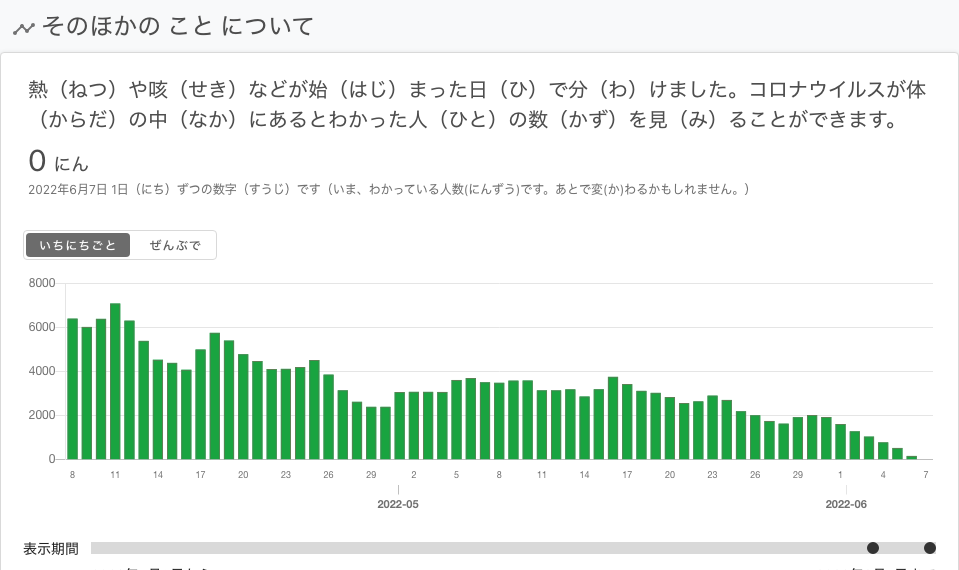 そのほかの こと について
熱（ねつ）や咳（せき）などが始（はじ）まった日（ひ）で分（わ）けました。コロナウイルスが体
（からだ）の中（なか）にあるとわかった人（ひと）の数（かず）を見（み）ることができます。
0 にん
2022年6月7日 1日（にち）ずつの数字（すうじ）です（いま、わかっている人数(にんずう)です。あとで変(か)わるかもしれません。）
いちにちごと ぜんぶで
8000
6000
4000
2000
0
8 11 14 17 20 23 26 29 2 5 8 11 14 17 20 23 26 29 1 4 7
2022-05 2022-06
表示期間